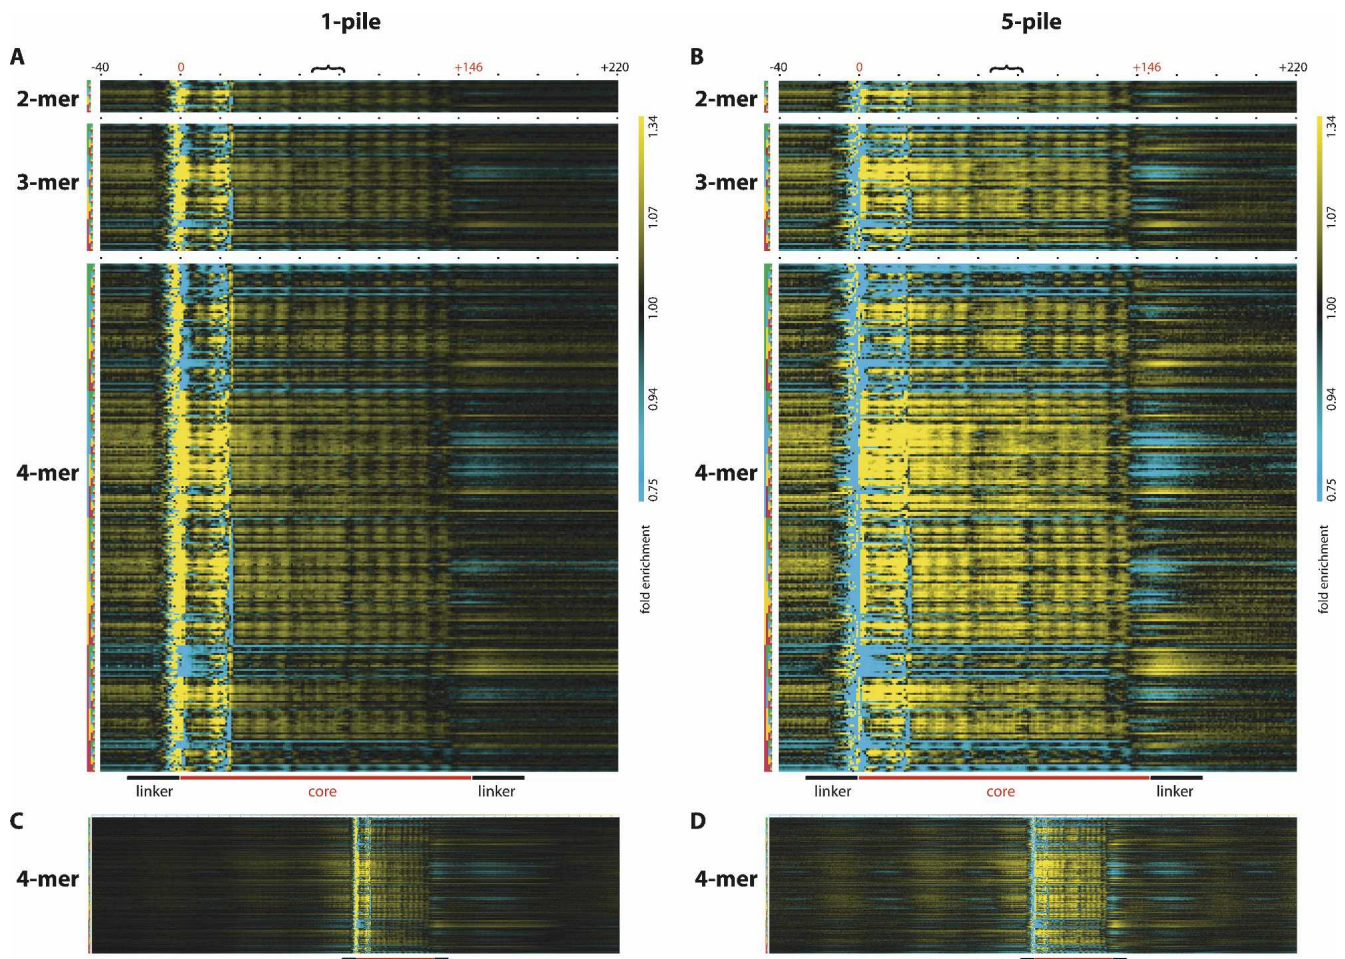 1-pile
5-pile
A
B
-40 0 +146 +220
-40 0 +146 +220
2-mer
2-mer
3-mer
3-mer
4-mer
4-mer
1.34
1.07
1.00
0.94
0.75
fold enrichment
1.34
1.07
1.00
0.94
0.75
fold enrichment
linker core linker
linker core linker
C
D
4-mer
4-mer